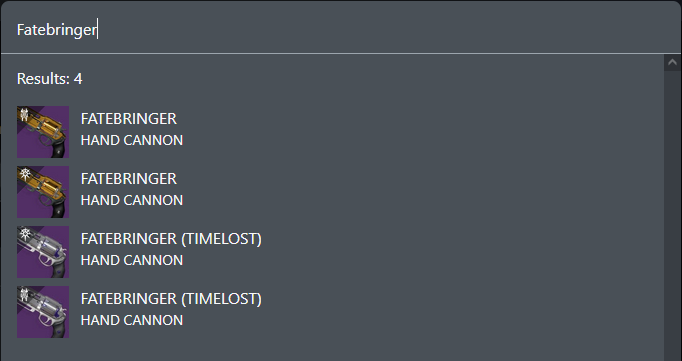 Fatebringer
Results: 4
FATEBRINGER
HAND CANNON
FATEBRINGER
HAND CANNON
FATEBRINGER (TIMELOST)
HAND CANNON
FATEBRINGER (TIMELOST)
HAND CANNON